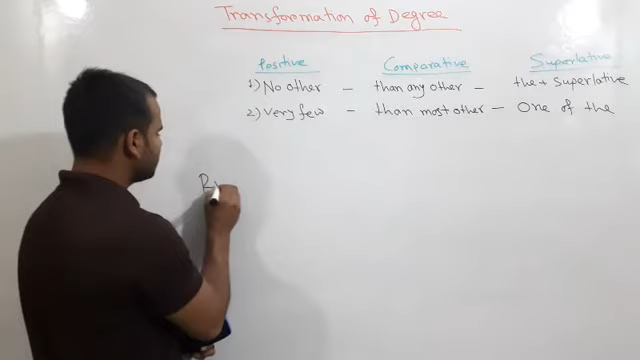 Transformation of Degree
Positive Comparative Superlative
1) No other – than any other – the + Superlative
2) Very few – than most other – One of the
R